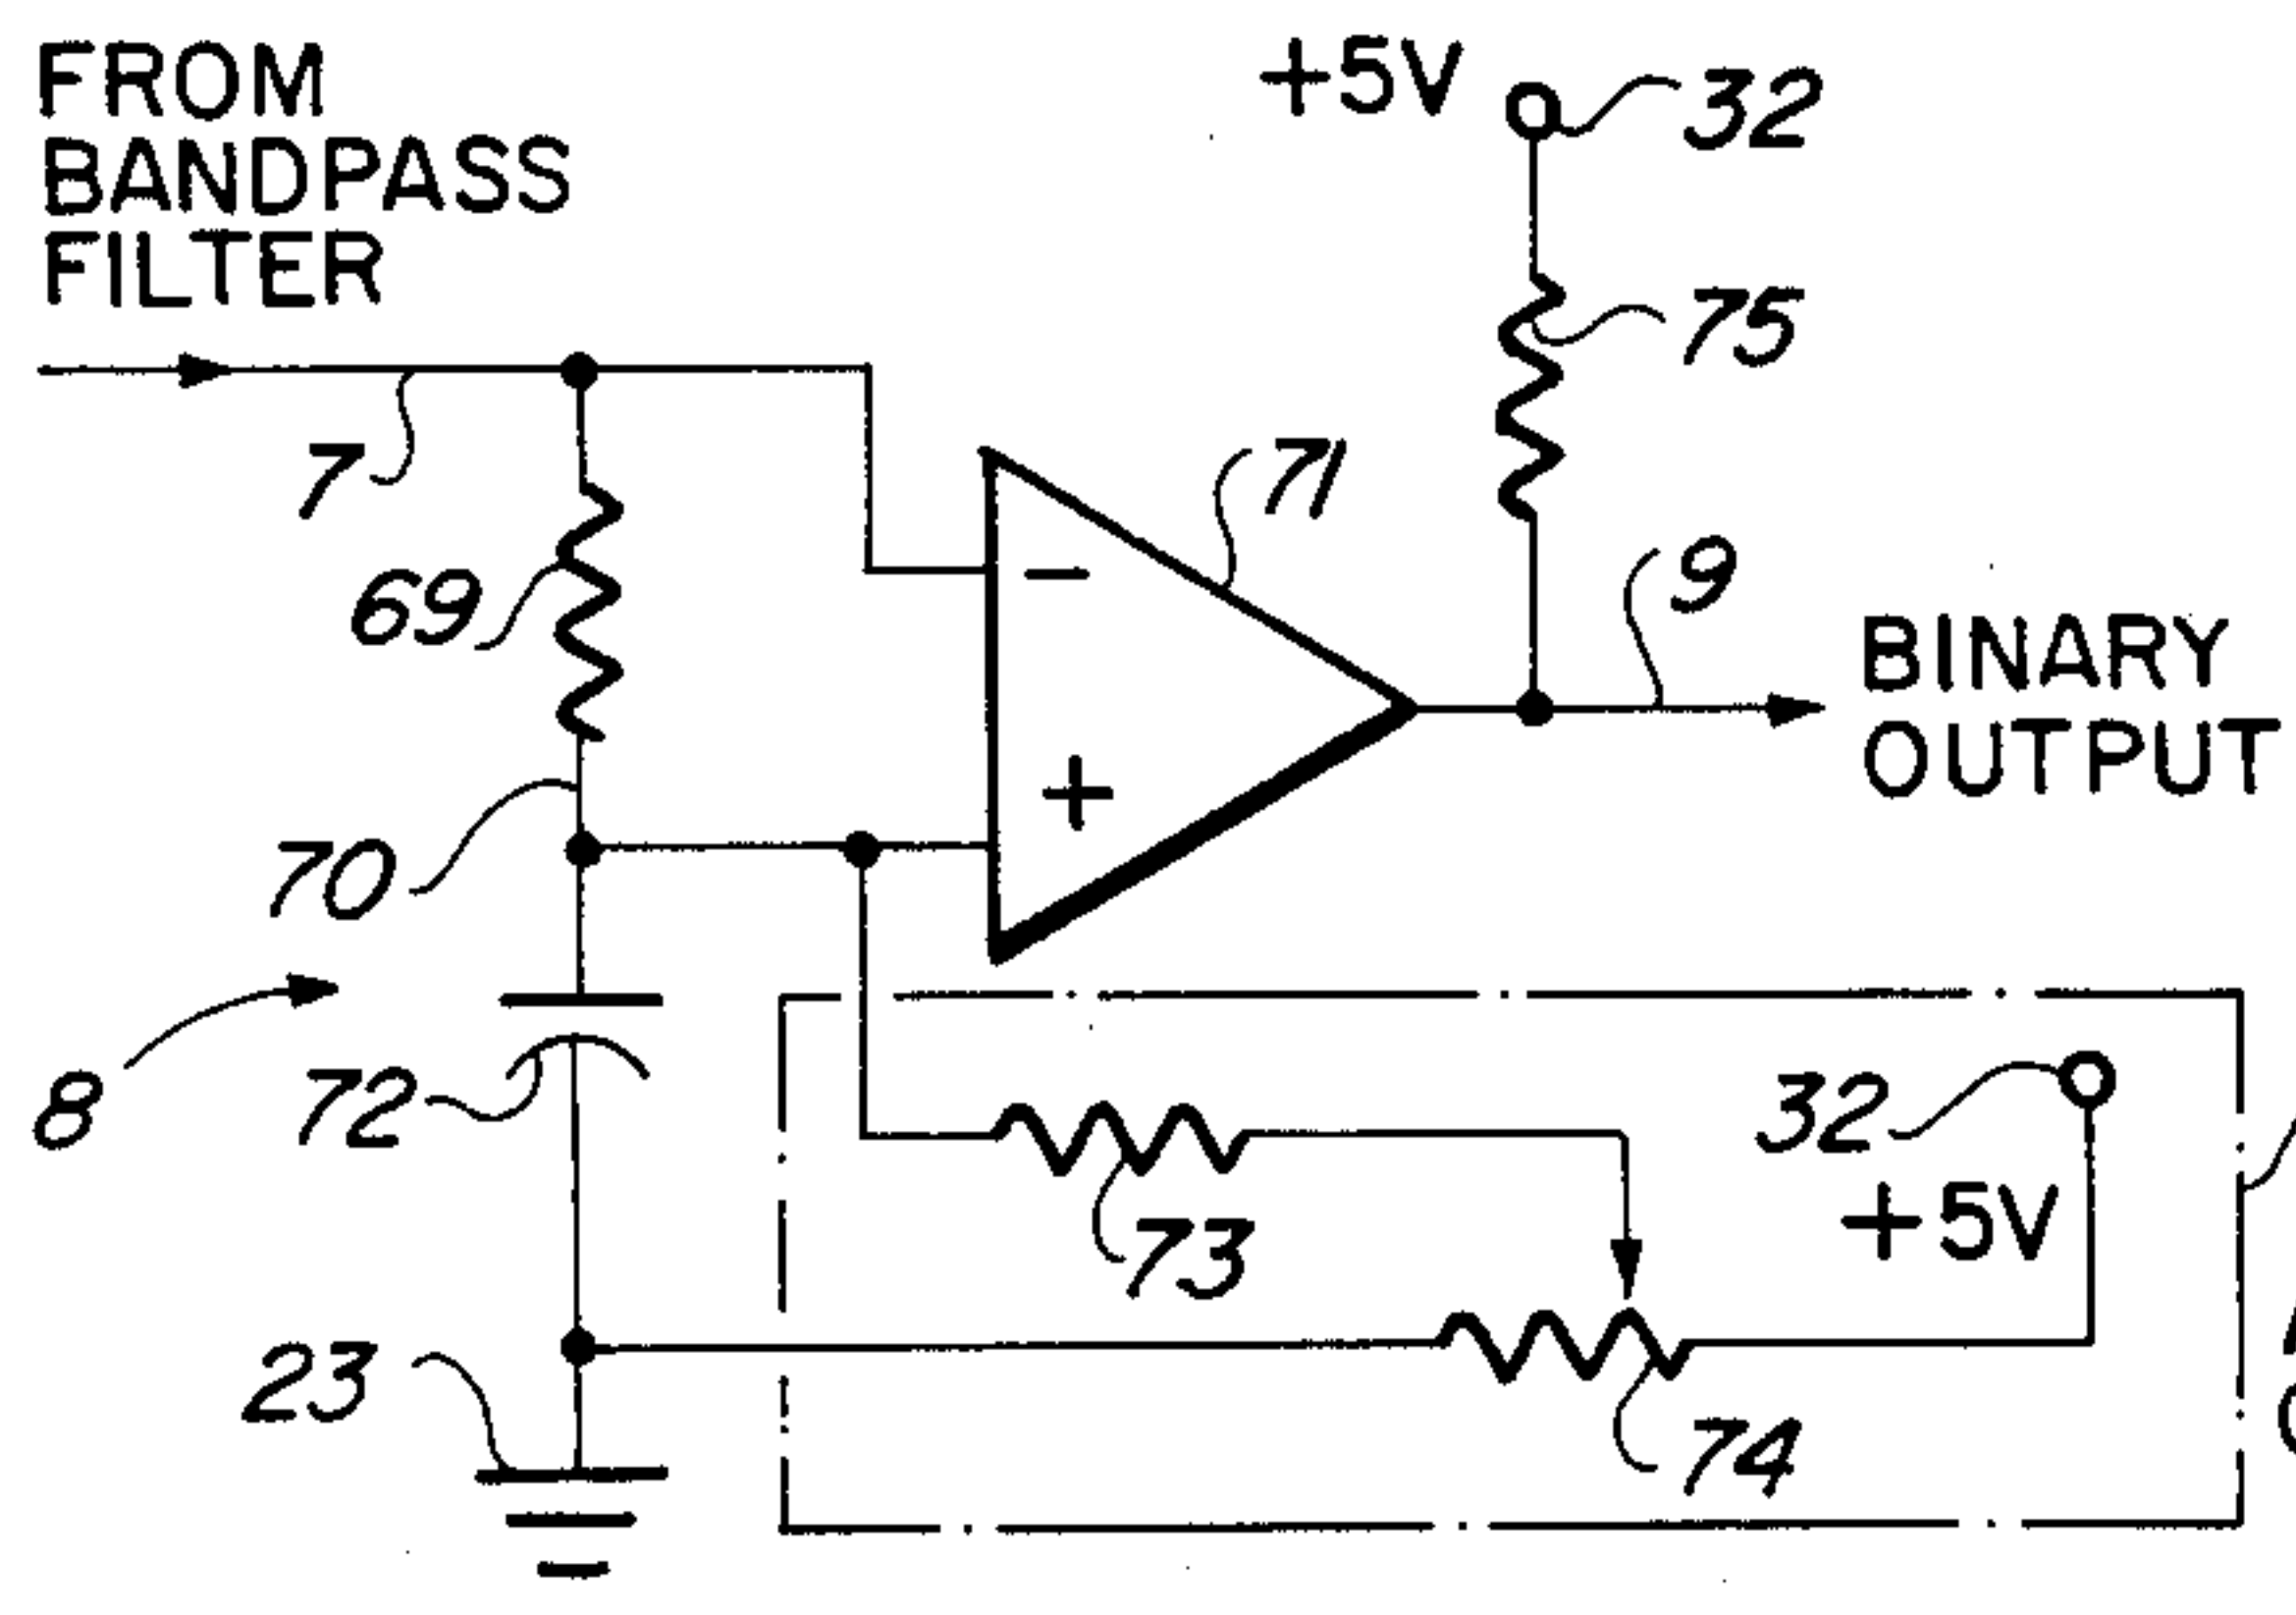 FROM
BANDPASS
FILTER
+5V
32
75
7
69
71
9
−
BINARY
OUTPUT
+
70
8
72
32
+5V
73
23
74